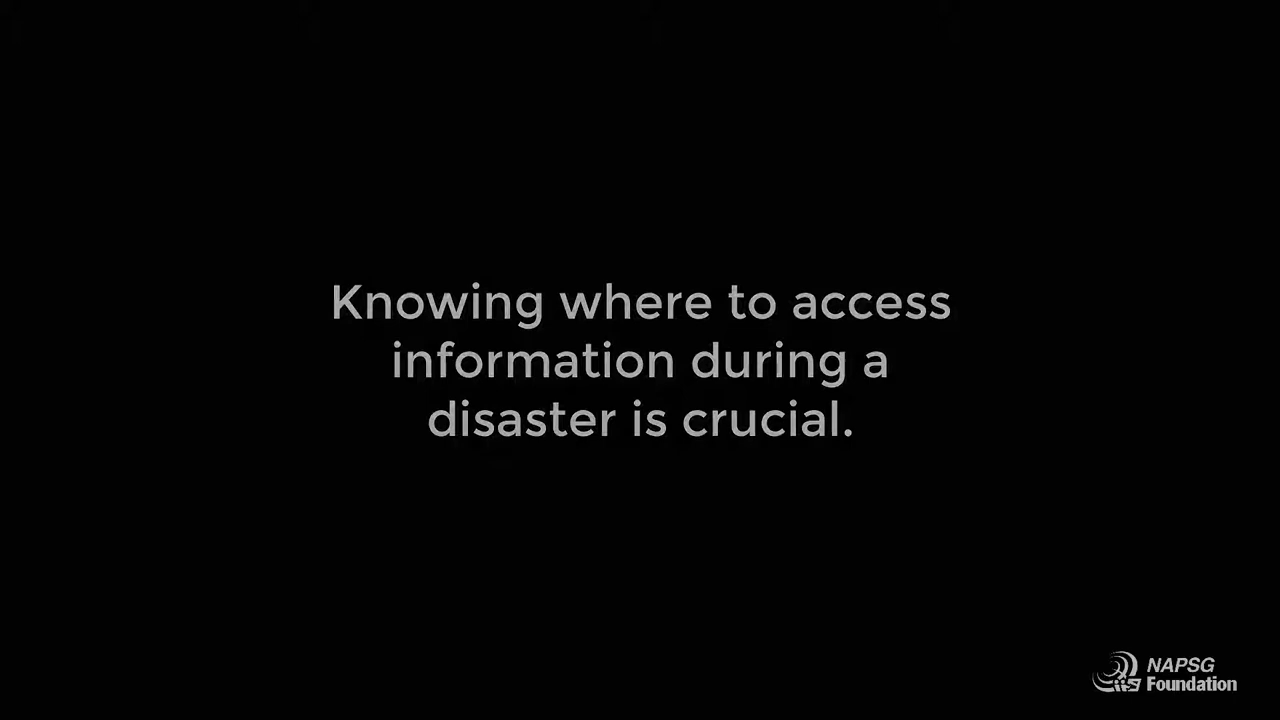 Knowing where to access
information during a
disaster is crucial.
NAPSG
Foundation